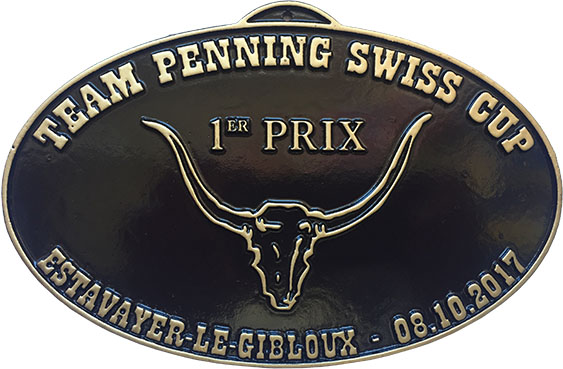 TEAM PENNING SWISS CUP
1ER PRIX
ESTAVAYER-LE-GIBLOUX - 08.10.2017